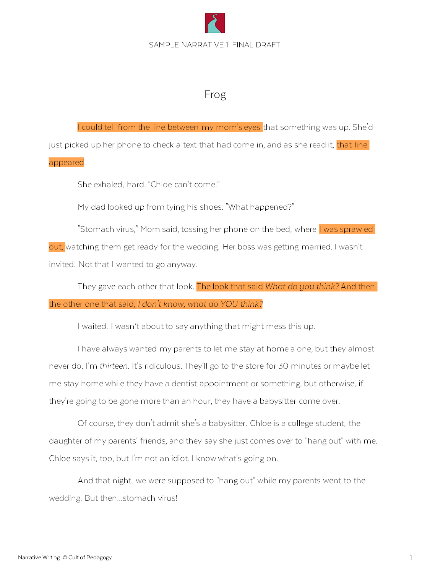 SAMPLE NARRATIVE 1: FINAL DRAFT
Frog
I could tell from the line between my mom's eyes that something was up. She'd
just picked up her phone to check a text that had come in, and as she read it, that line
appeared.
She exhaled, hard. "Chloe can't come."
My dad looked up from tying his shoes. "What happened?"
"Stomach virus," Mom said, tossing her phone on the bed, where I was sprawled
out, watching them get ready for the wedding. Her boss was getting married. I wasn't
invited. Not that I wanted to go anyway.
They gave each other that look. The look that said What do you think? And then
the other one that said, I don't know, what do YOU think?
I waited. I wasn't about to say anything that might mess this up.
I have always wanted my parents to let me stay at home alone, but they almost
never do. I'm thirteen. It's ridiculous. They'll go to the store for 30 minutes or maybe let
me stay home while they have a dentist appointment or something, but otherwise, if
they're going to be gone more than an hour, they have a babysitter come over.
Of course, they don't admit she's a babysitter. Chloe is a college student, the
daughter of my parents' friends, and they say she just comes over to "hang out" with me.
Chloe says it, too, but I'm not an idiot. I know what's going on.
And that night, we were supposed to "hang out" while my parents went to the
wedding. But then...stomach virus!
Narrative Writing, © Cult of Pedagogy
1